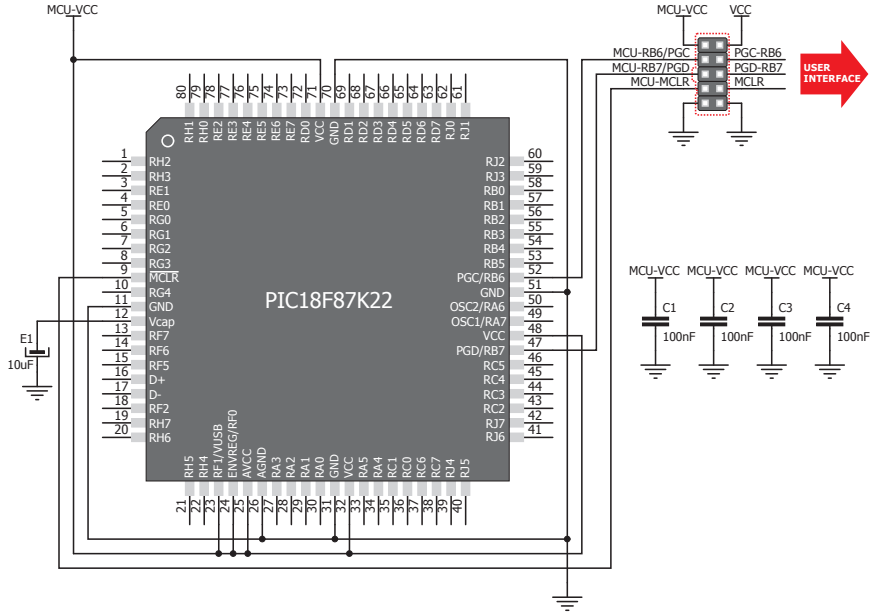 MCU-VCC
MCU-VCC VCC
MCU-RB6/PGC PGC-RB6
MCU-RB7/PGD PGD-RB7
MCU-MCLR MCLR
USER
INTERFACE
80 79 78 77 76 75 74 73 72 71 70 69 68 67 66 65 64 63 62 61
RH1 RH0 RE2 RE3 RE4 RE5 RE6 RE7 RD0 VCC GND RD1 RD2 RD3 RD4 RD5 RD6 RD7 RJ0 RJ1
1 RH2 RJ2 60
2 RH3 RJ3 59
3 RE1 RB0 58
4 RE0 RB1 57
5 RG0 RB2 56
6 RG1 RB3 55
7 RG2 RB4 54
8 RG3 RB5 53
9 MCLR PGC/RB6 52
10 RG4 GND 51
11 GND OSC2/RA6 50
12 Vcap OSC1/RA7 49
13 RF7 VCC 48
14 RF6 PGD/RB7 47
15 RF5 RC5 46
16 D+ RC4 45
17 D- RC3 44
18 RF2 RC2 43
19 RH7 RJ7 42
20 RH6 RJ6 41
PIC18F87K22
E1
10uF
RH5 RH4 RF1/VUSB ENVREG/RF0 AVCC AGND RA3 RA2 RA1 RA0 GND VCC RA5 RA4 RC1 RC0 RC6 RC7 RJ4 RJ5
21 22 23 24 25 26 27 28 29 30 31 32 33 34 35 36 37 38 39 40
MCU-VCC MCU-VCC MCU-VCC MCU-VCC
C1 C2 C3 C4
100nF 100nF 100nF 100nF